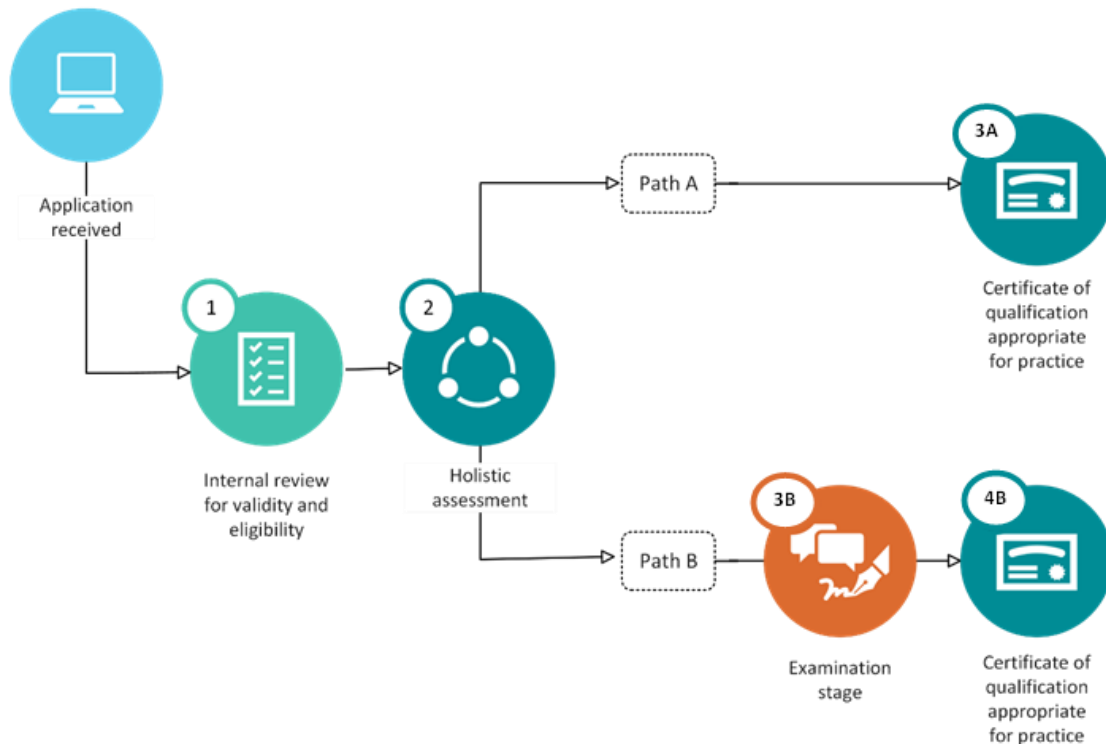 Application
received
1
Internal review
for validity and
eligibility
2
Holistic
assessment
Path A
3A
Certificate of
qualification
appropriate
for practice
Path B
3B
Examination
stage
4B
Certificate of
qualification
appropriate
for practice